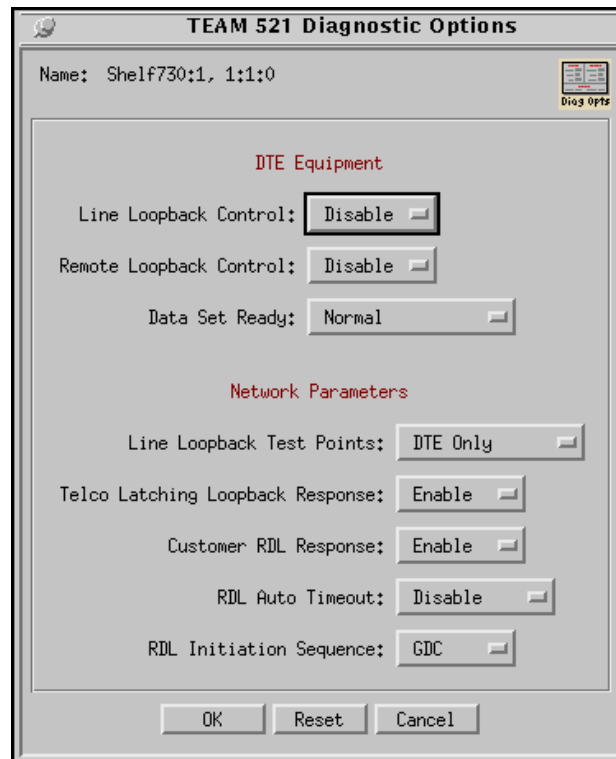 TEAM 521 Diagnostic Options
Name: Shelf730:1, 1:1:0
Diag Opts
DTE Equipment
Line Loopback Control: Disable
Remote Loopback Control: Disable
Data Set Ready: Normal
Network Parameters
Line Loopback Test Points: DTE Only
Telco Latching Loopback Response: Enable
Customer RDL Response: Enable
RDL Auto Timeout: Disable
RDL Initiation Sequence: GDC
OK Reset Cancel